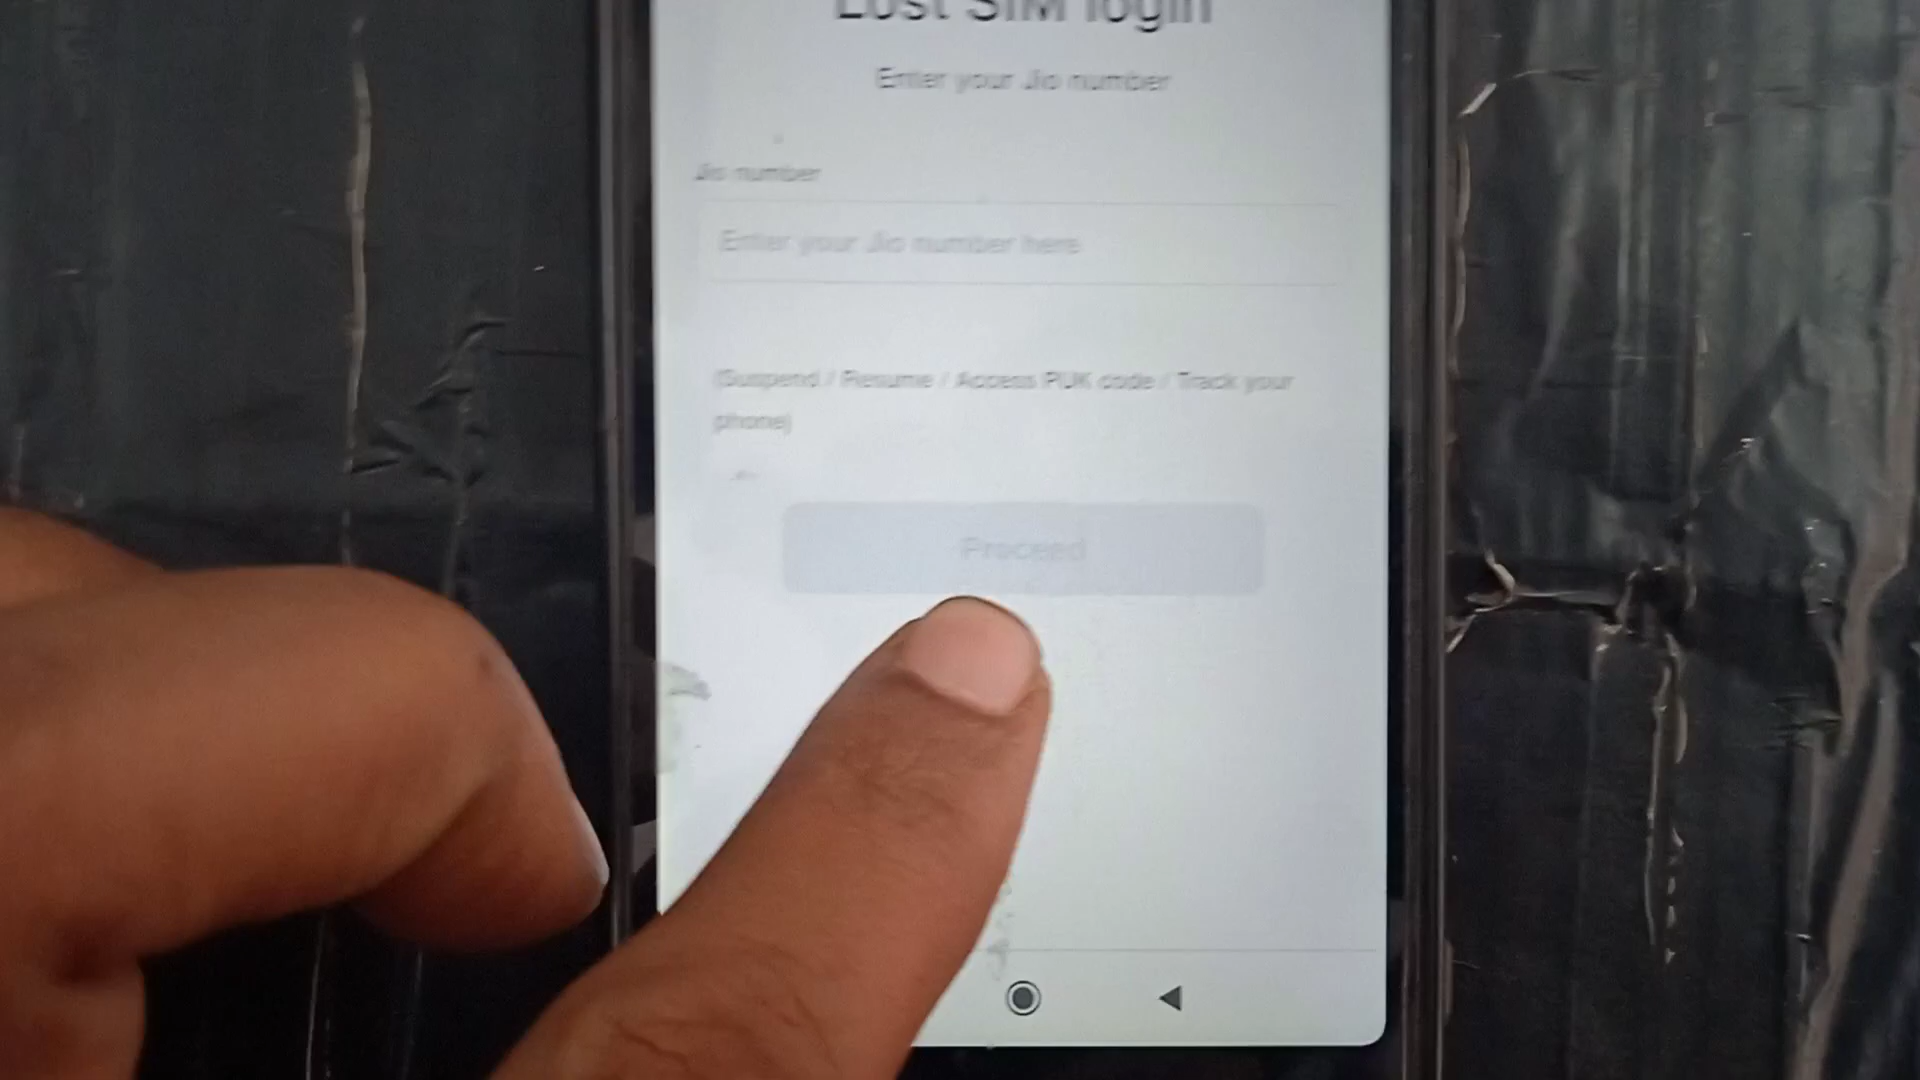 Lost SIM login
Enter your Jio number
Jio number
Enter your Jio number here
(Suspend / Resume / Access PUK code / Track your
phone)
Proceed